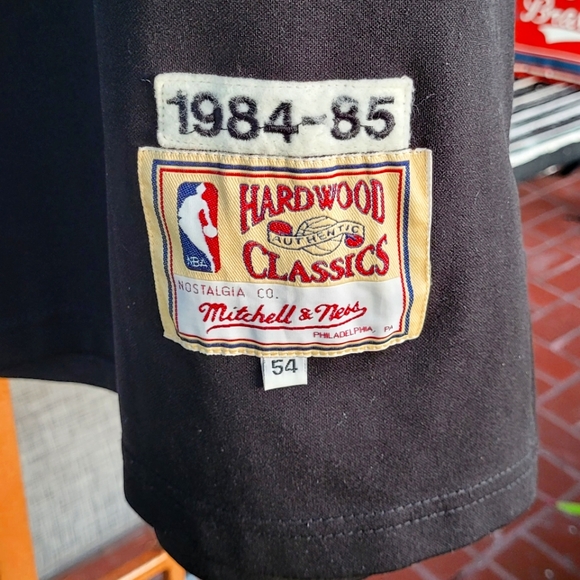 1984-85
HARDWOOD
AUTHENTIC
CLASSICS
NBA
NOSTALGIA CO.
Mitchell & Ness
PHILADELPHIA, PA
54